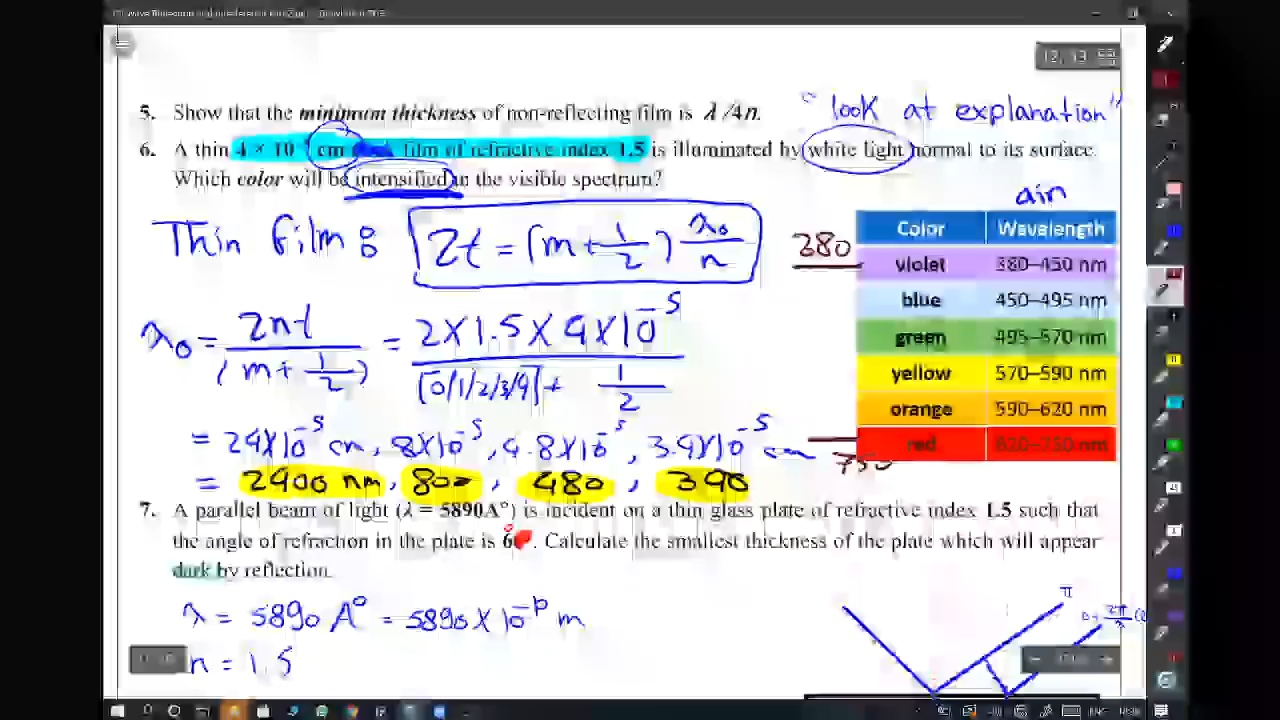 12, 13
5. Show that the minimum thickness of non-reflecting film is λ /4n.
"look at explanation"
6. A thin 4 × 10 cm film of refractive index 1.5 is illuminated by white light normal to its surface.
Which color will be intensified in the visible spectrum?
air
Thin film :
2t = (m + 1/2) λ₀/n
380
Color Wavelength
violet 380–450 nm
blue 450–495 nm
green 495–570 nm
yellow 570–590 nm
orange 590–620 nm
red 620–750 nm
750
λ₀ = 2nt / (m + 1/2) = 2 × 1.5 × 4 × 10⁻⁵ / [0/1/2/3/4] + 1/2
= 24×10⁻⁵ cm, 8×10⁻⁵, 4.8×10⁻⁵, 3.4×10⁻⁵ cm
= 2400 nm, 800, 480, 340
7. A parallel beam of light (λ = 5890A°) is incident on a thin glass plate of refractive index 1.5 such that
the angle of refraction in the plate is 6 . Calculate the smallest thickness of the plate which will appear
dark by reflection.
λ = 5890 A° = 5890 × 10⁻¹⁰ m
π
n = 1.5